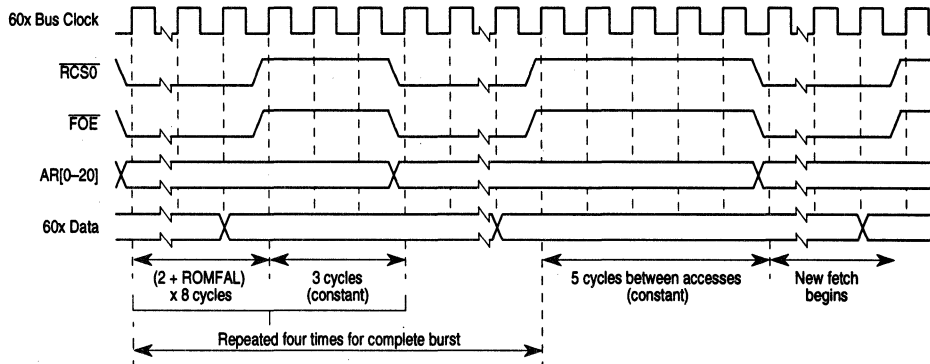 60x Bus Clock
RCS0
FOE
AR[0–20]
60x Data
(2 + ROMFAL)
x 8 cycles
3 cycles
(constant)
5 cycles between accesses
(constant)
New fetch
begins
Repeated four times for complete burst